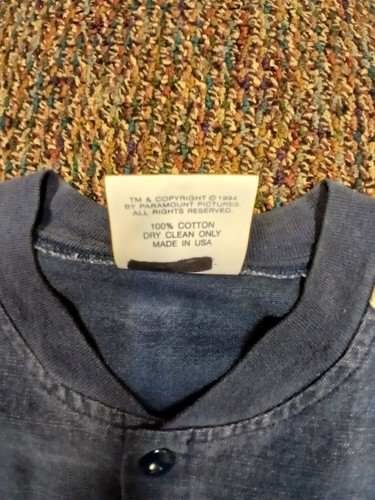 TM & COPYRIGHT © 1994
BY PARAMOUNT PICTURES.
ALL RIGHTS RESERVED.
100% COTTON
DRY CLEAN ONLY
MADE IN USA